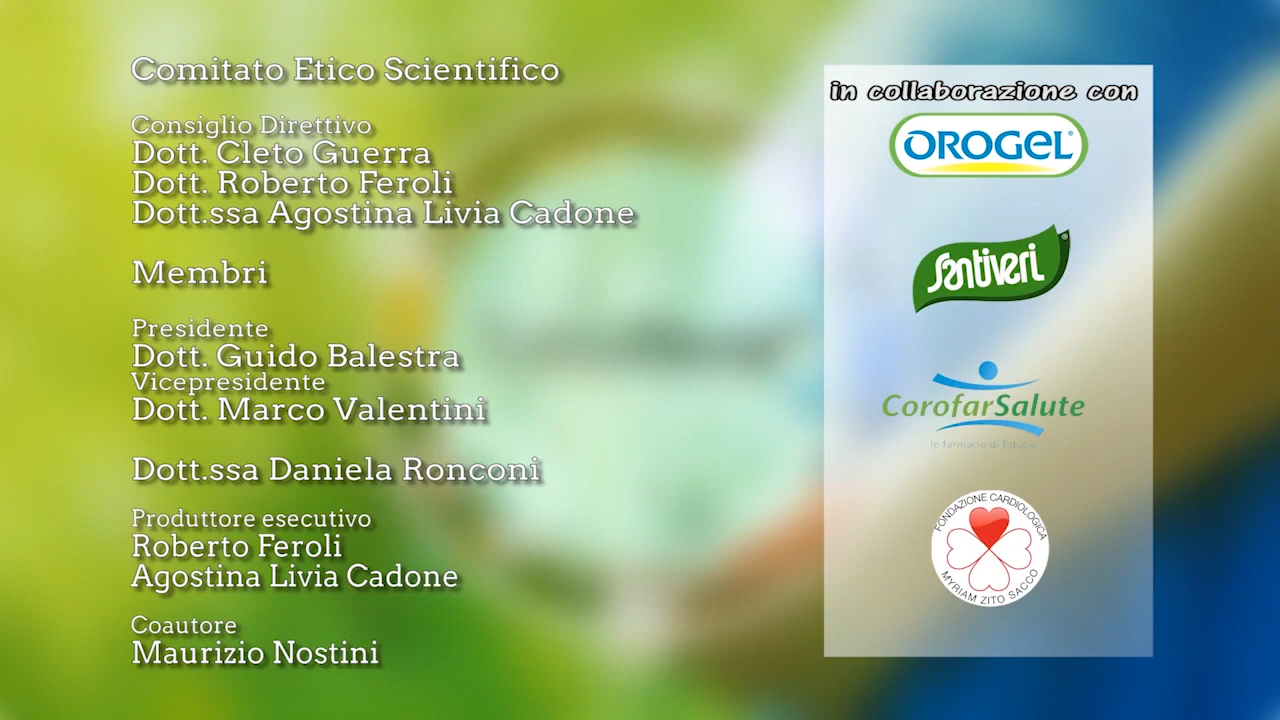 Comitato Etico Scientifico
Consiglio Direttivo
Dott. Cleto Guerra
Dott. Roberto Feroli
Dott.ssa Agostina Livia Cadone
Membri
Presidente
Dott. Guido Balestra
Vicepresidente
Dott. Marco Valentini
Dott.ssa Daniela Ronconi
Produttore esecutivo
Roberto Feroli
Agostina Livia Cadone
Coautore
Maurizio Nostini
in collaborazione con
OROGEL®
Santiveri®
CorofarSalute
le farmacie di fiducia
FONDAZIONE CARDIOLOGICA
MYRIAM ZITO SACCO